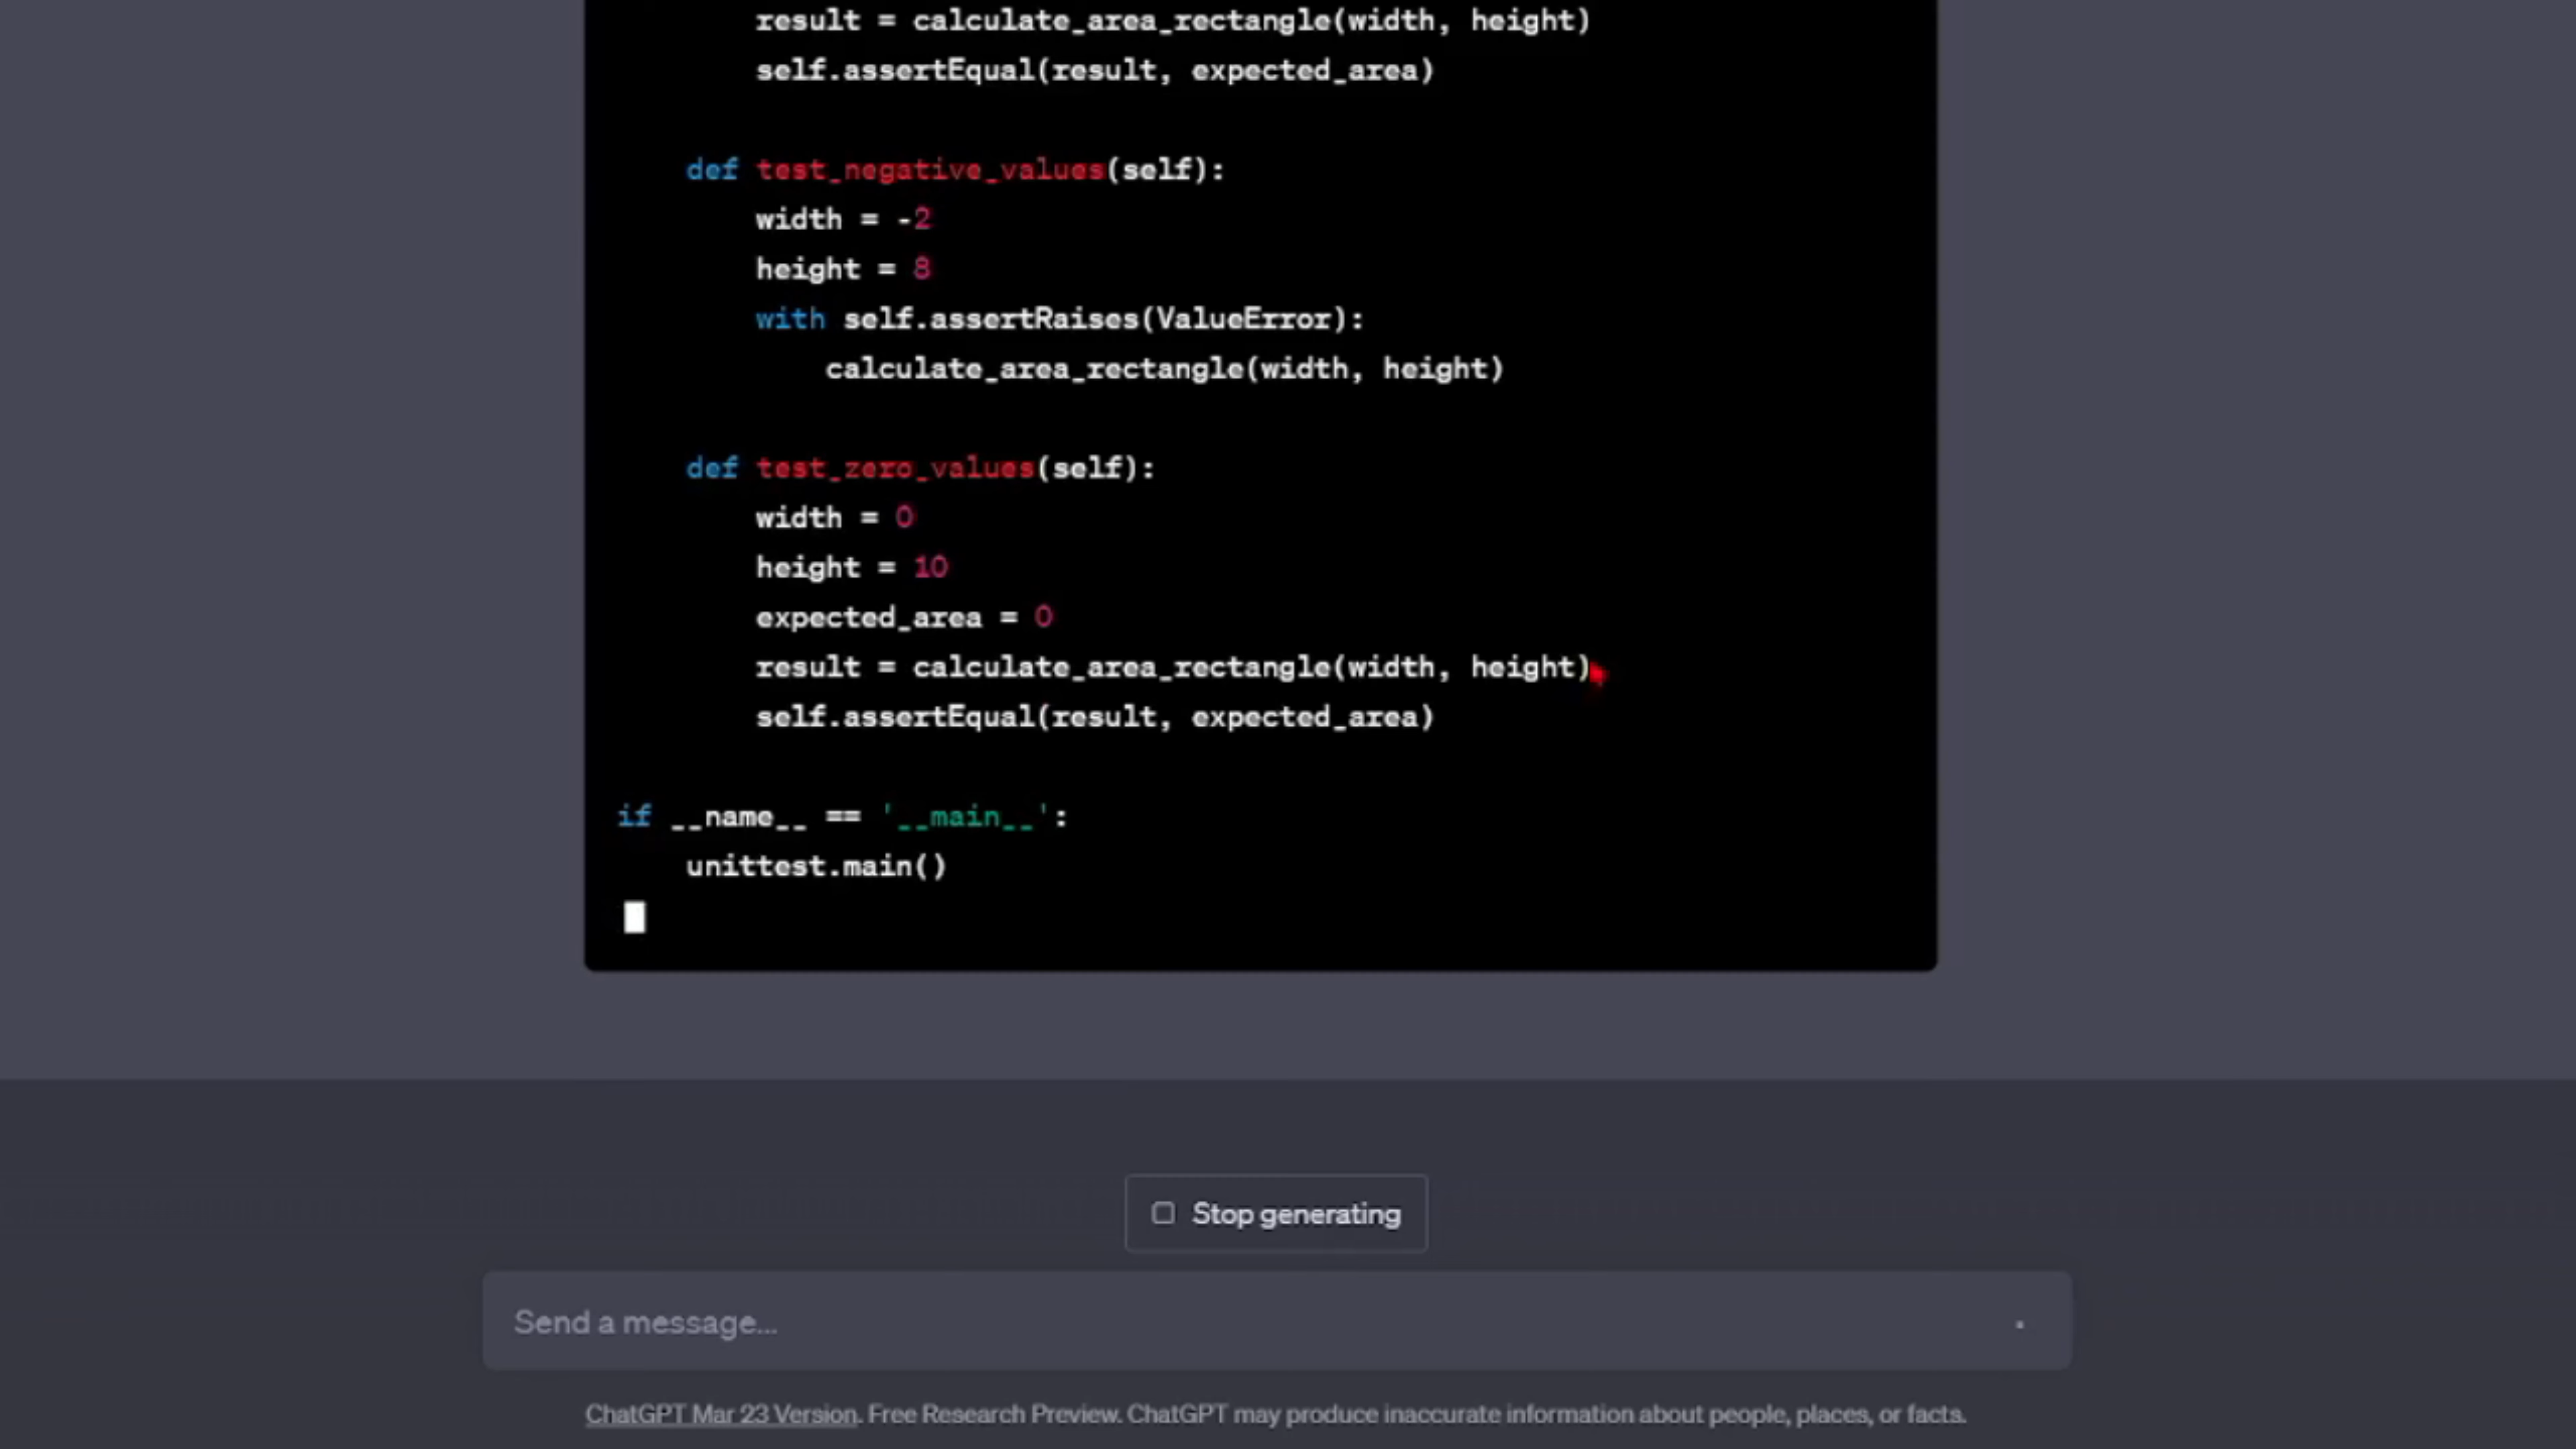 result = calculate_area_rectangle(width, height)
self.assertEqual(result, expected_area)
def test_negative_values(self):
width = -2
height = 8
with self.assertRaises(ValueError):
calculate_area_rectangle(width, height)
def test_zero_values(self):
width = 0
height = 10
expected_area = 0
result = calculate_area_rectangle(width, height)
self.assertEqual(result, expected_area)
if __name__ == '__main__':
unittest.main()
Stop generating
Send a message...
ChatGPT Mar 23 Version. Free Research Preview. ChatGPT may produce inaccurate information about people, places, or facts.